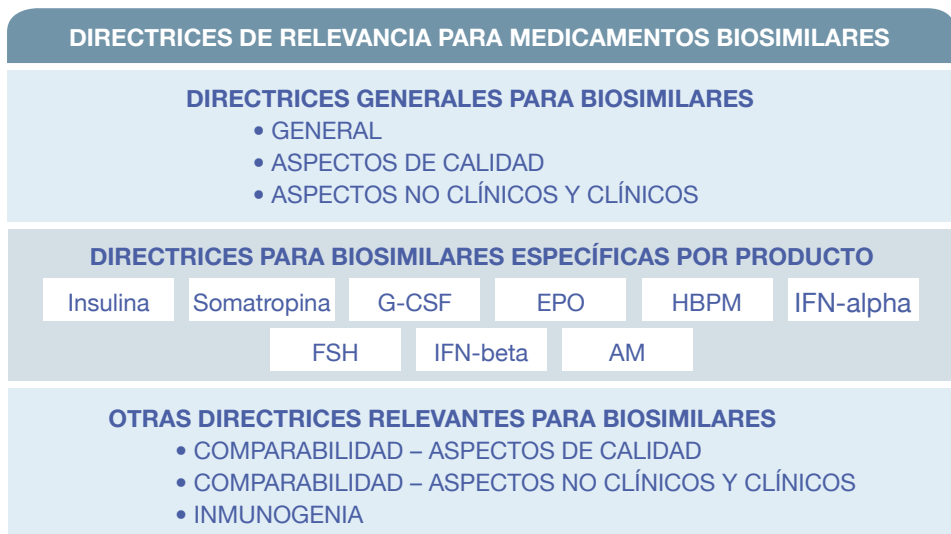 DIRECTRICES DE RELEVANCIA PARA MEDICAMENTOS BIOSIMILARES
DIRECTRICES GENERALES PARA BIOSIMILARES
• GENERAL
• ASPECTOS DE CALIDAD
• ASPECTOS NO CLÍNICOS Y CLÍNICOS
DIRECTRICES PARA BIOSIMILARES ESPECÍFICAS POR PRODUCTO
Insulina Somatropina G-CSF EPO HBPM IFN-alpha
FSH IFN-beta AM
OTRAS DIRECTRICES RELEVANTES PARA BIOSIMILARES
• COMPARABILIDAD – ASPECTOS DE CALIDAD
• COMPARABILIDAD – ASPECTOS NO CLÍNICOS Y CLÍNICOS
• INMUNOGENIA